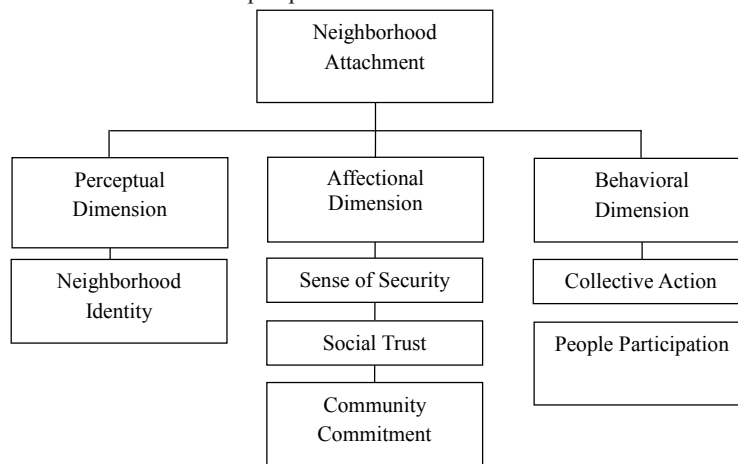 Neighborhood
Attachment
Perceptual
Dimension
Affectional
Dimension
Behavioral
Dimension
Neighborhood
Identity
Sense of Security
Social Trust
Community
Commitment
Collective Action
People Participation